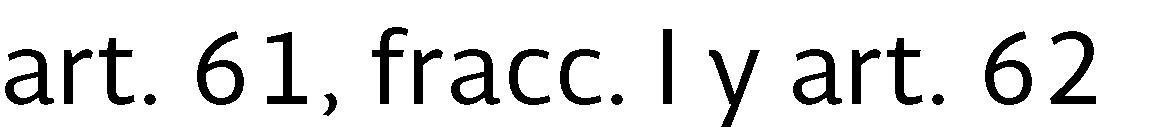 art. 61, fracc. I y art. 62